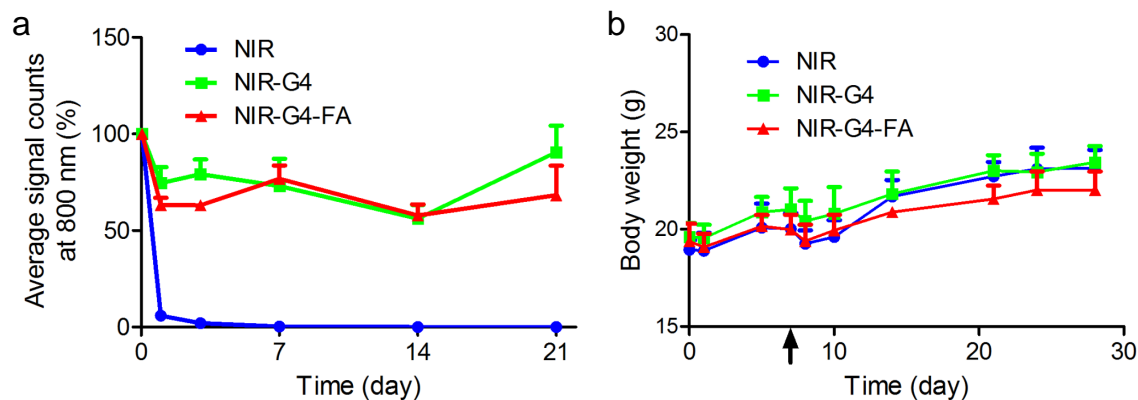 a
150
100
50
0
Average signal counts
at 800 nm (%)
NIR
NIR-G4
NIR-G4-FA
0 7 14 21
Time (day)
b
30
25
20
15
Body weight (g)
NIR
NIR-G4
NIR-G4-FA
0 10 20 30
Time (day)